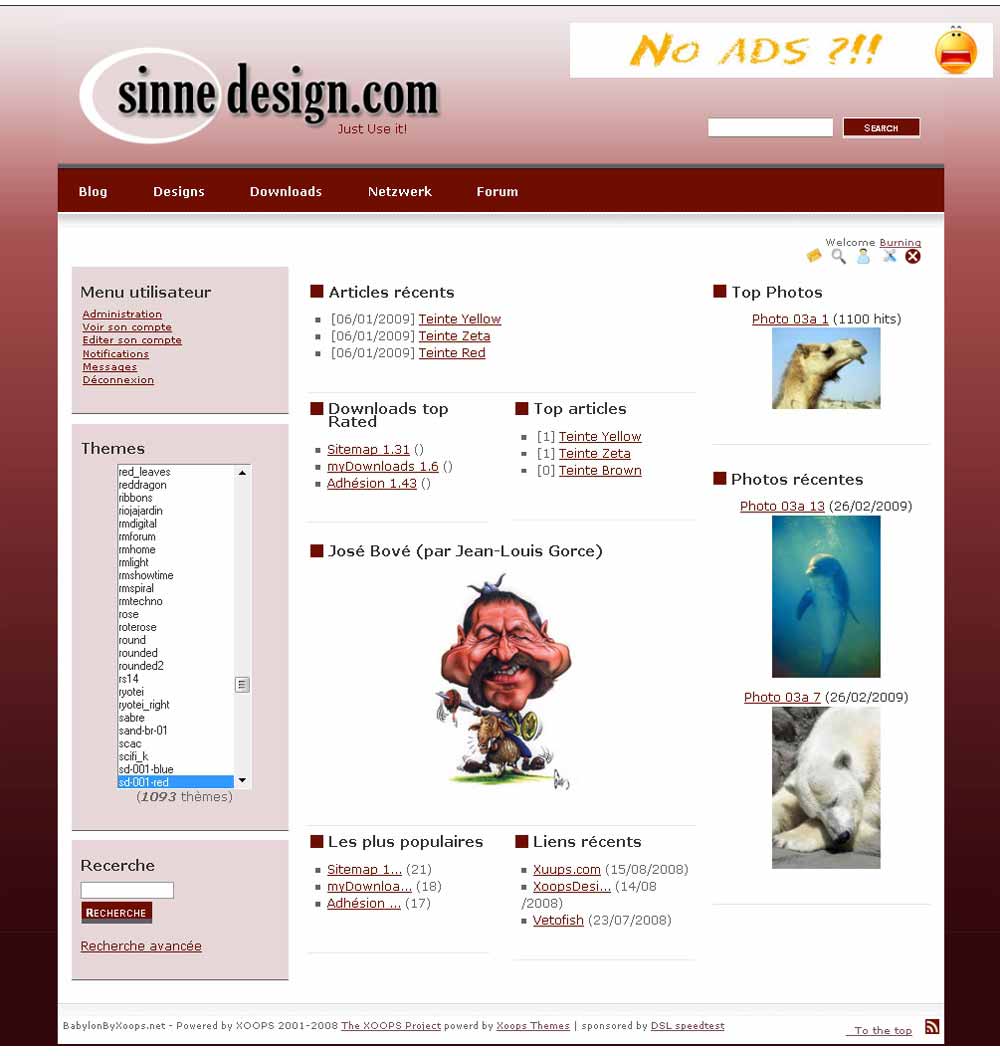 No ADS ?!!
sinne design.com
Just Use it!
SEARCH
Blog Designs Downloads Netzwerk Forum
Welcome Burning
Menu utilisateur
Administration
Voir son compte
Editer son compte
Notifications
Messages
Déconnexion
Themes
red_leaves
reddragon
ribbons
riojajardin
rmdigital
rmforum
rmhome
rmlight
rmshowtime
rmspiral
rmtechno
rose
roterose
round
rounded
rounded2
rs14
ryotei
ryotei_right
sabre
sand-br-01
scac
scifi_k
sd-001-blue
sd-001-red
(1093 thèmes)
Recerche
RECHERCHE
Recherche avancée
Articles récents
[06/01/2009] Teinte Yellow
[06/01/2009] Teinte Zeta
[06/01/2009] Teinte Red
Downloads top
Rated
Sitemap 1.31 ()
myDownloads 1.6 ()
Adhésion 1.43 ()
Top articles
[1] Teinte Yellow
[1] Teinte Zeta
[0] Teinte Brown
José Bové (par Jean-Louis Gorce)
Les plus populaires
Sitemap 1... (21)
myDownloa... (18)
Adhésion ... (17)
Liens récents
Xuups.com (15/08/2008)
XoopsDesi... (14/08
/2008)
Vetofish (23/07/2008)
Top Photos
Photo 03a 1 (1100 hits)
Photos récentes
Photo 03a 13 (26/02/2009)
Photo 03a 7 (26/02/2009)
BabylonByXoops.net - Powered by XOOPS 2001-2008 The XOOPS Project powerd by Xoops Themes | sponsored by DSL speedtest
To the top